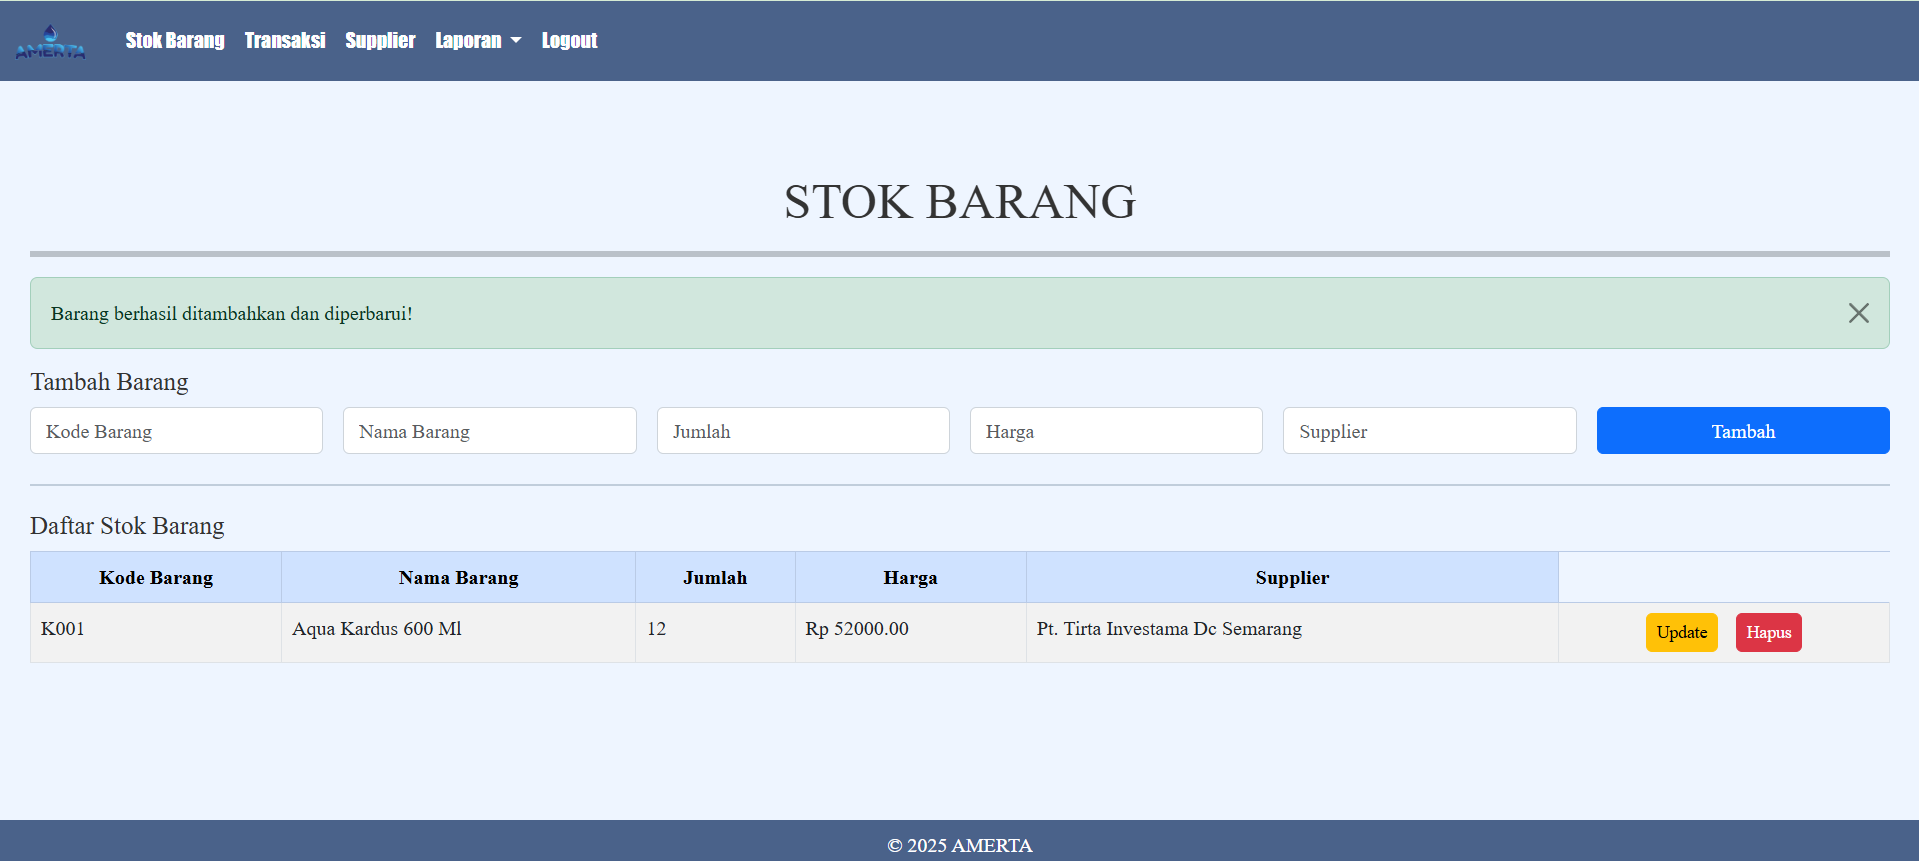 AMERTA
Stok Barang Transaksi Supplier Laporan Logout
STOK BARANG
Barang berhasil ditambahkan dan diperbarui!
Tambah Barang
Kode Barang Nama Barang Jumlah Harga Supplier Tambah
Daftar Stok Barang
Kode Barang Nama Barang Jumlah Harga Supplier
K001 Aqua Kardus 600 Ml 12 Rp 52000.00 Pt. Tirta Investama Dc Semarang Update Hapus
© 2025 AMERTA